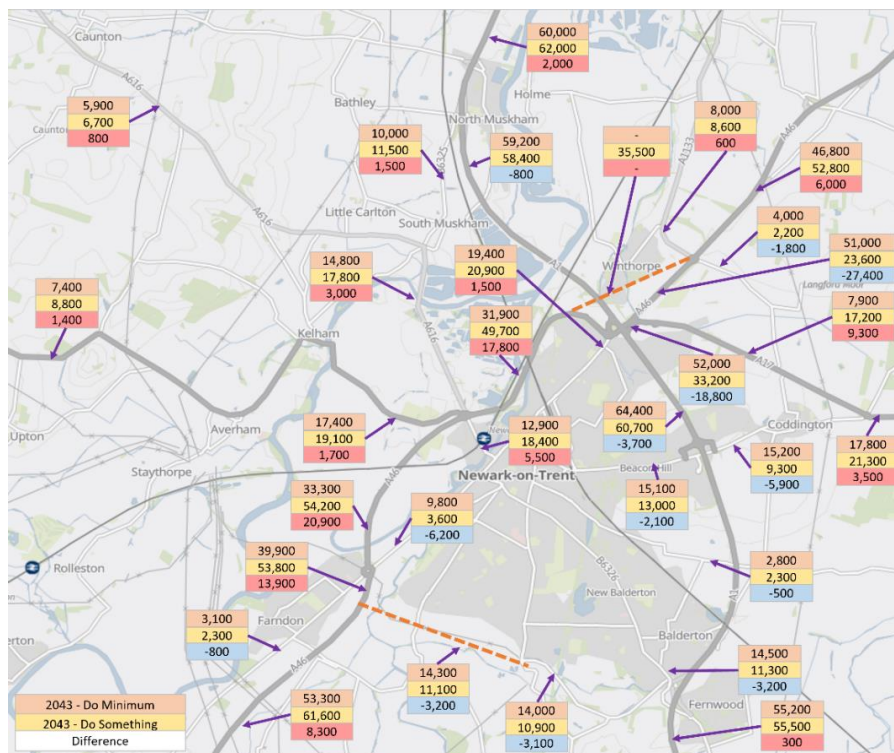 Caunton
A616
60,000
62,000
2,000
Holme
5,900
6,700
800
Bathley
North Muskham
10,000
11,500
1,500
59,200
58,400
-800
-
35,500
-
8,000
8,600
600
A1133
A46
46,800
52,800
6,000
Little Carlton
South Muskham
A616
A1
4,000
2,200
-1,800
51,000
23,600
-27,400
Winthorpe
Langford Moor
14,800
17,800
3,000
19,400
20,900
1,500
7,400
8,800
1,400
Kelham
A616
31,900
49,700
17,800
A46
7,900
17,200
9,300
A17
52,000
33,200
-18,800
Upton
Averham
Staythorpe
17,400
19,100
1,700
12,900
18,400
5,500
64,400
60,700
-3,700
Coddington
Newark-on-Trent
Beacon Hill
15,200
9,300
-5,900
17,800
21,300
3,500
A46
33,300
54,200
20,900
9,800
3,600
-6,200
15,100
13,000
-2,100
39,900
53,800
13,900
Rolleston
B6326
New Balderton
A1
2,800
2,300
-500
Farndon
3,100
2,300
-800
A46
Balderton
14,300
11,100
-3,200
14,500
11,300
-3,200
14,000
10,900
-3,100
Fernwood
53,300
61,600
8,300
55,200
55,500
300
2043 - Do Minimum
2043 - Do Something
Difference